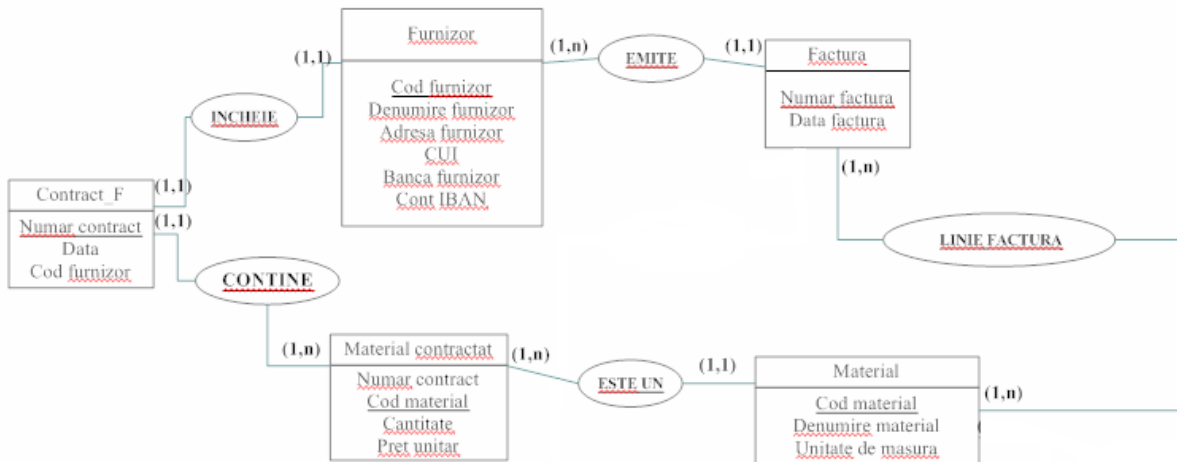 Furnizor
Cod furnizor
Denumire furnizor
Adresa furnizor
CUI
Banca furnizor
Cont IBAN
(1,n)
EMITE
(1,1)
Factura
Numar factura
Data factura
(1,n)
(1,1)
INCHEIE
(1,1)
Contract_F
Numar contract
Data
Cod furnizor
(1,1)
CONTINE
LINIE FACTURA
(1,n)
Material contractat
Numar contract
Cod material
Cantitate
Pret unitar
(1,n)
ESTE UN
(1,1)
Material
Cod material
Denumire material
Unitate de masura
(1,n)